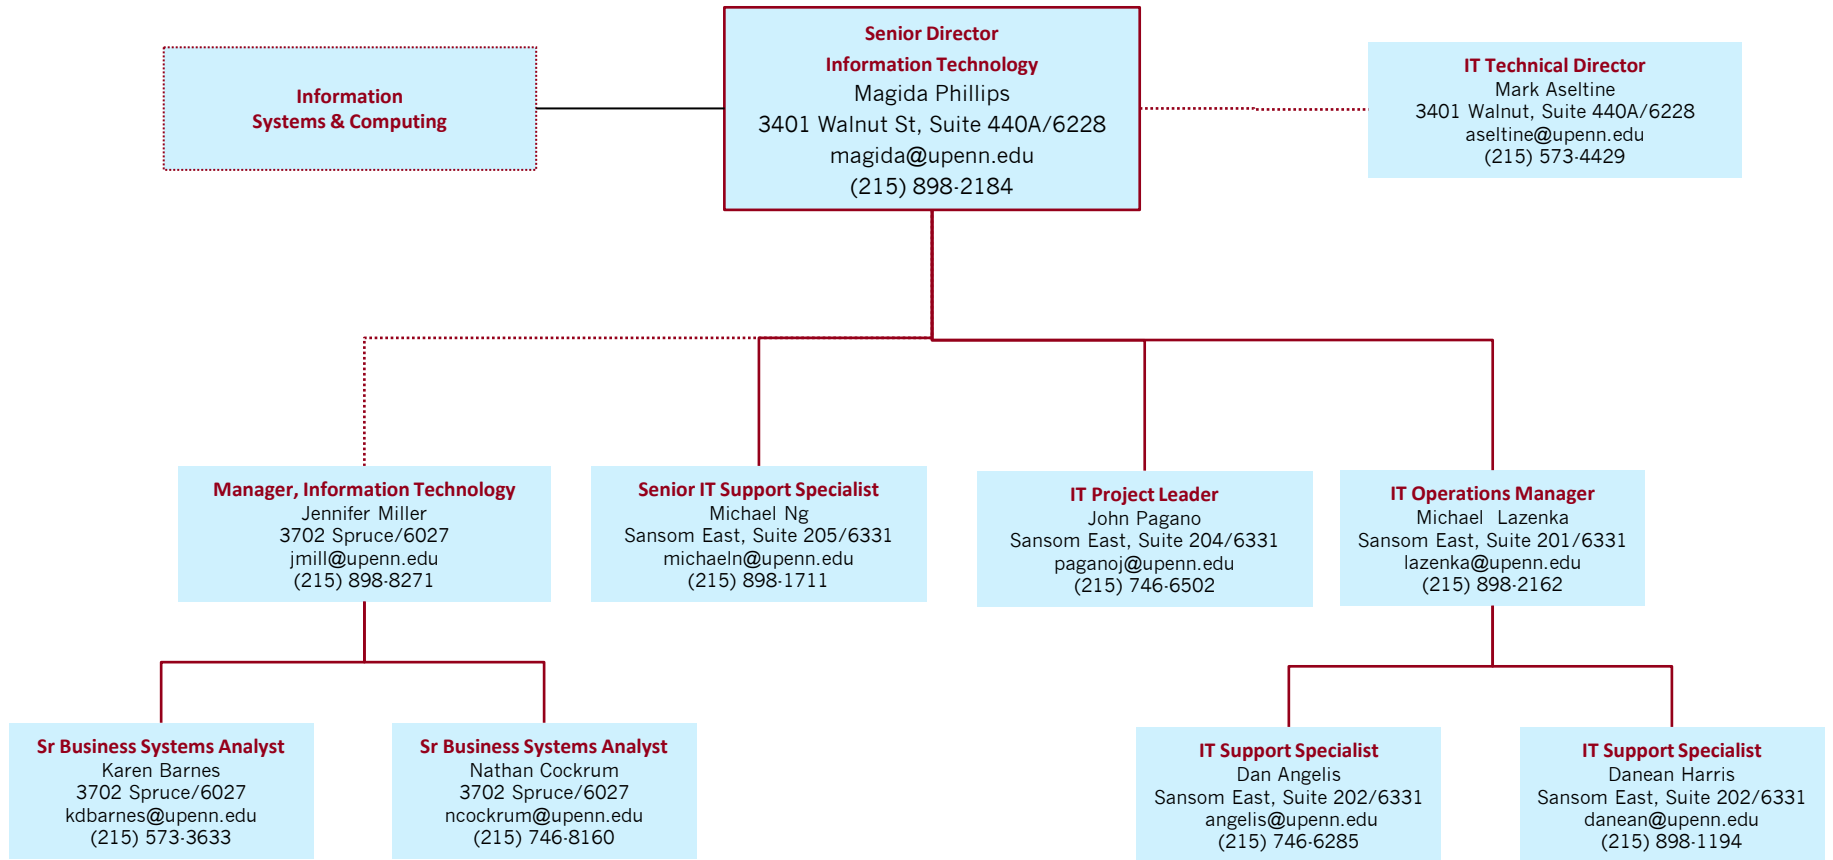 Senior Director
Information Technology
Magida Phillips
3401 Walnut St, Suite 440A/6228
magida@upenn.edu
(215) 898-2184
Information
Systems & Computing
IT Technical Director
Mark Aseltine
3401 Walnut, Suite 440A/6228
aseltine@upenn.edu
(215) 573-4429
Manager, Information Technology
Jennifer Miller
3702 Spruce/6027
jmill@upenn.edu
(215) 898-8271
Senior IT Support Specialist
Michael Ng
Sansom East, Suite 205/6331
michaeln@upenn.edu
(215) 898-1711
IT Project Leader
John Pagano
Sansom East, Suite 204/6331
paganoj@upenn.edu
(215) 746-6502
IT Operations Manager
Michael Lazenka
Sansom East, Suite 201/6331
lazenka@upenn.edu
(215) 898-2162
Sr Business Systems Analyst
Karen Barnes
3702 Spruce/6027
kdbarnes@upenn.edu
(215) 573-3633
Sr Business Systems Analyst
Nathan Cockrum
3702 Spruce/6027
ncockrum@upenn.edu
(215) 746-8160
IT Support Specialist
Dan Angelis
Sansom East, Suite 202/6331
angelis@upenn.edu
(215) 746-6285
IT Support Specialist
Danean Harris
Sansom East, Suite 202/6331
danean@upenn.edu
(215) 898-1194